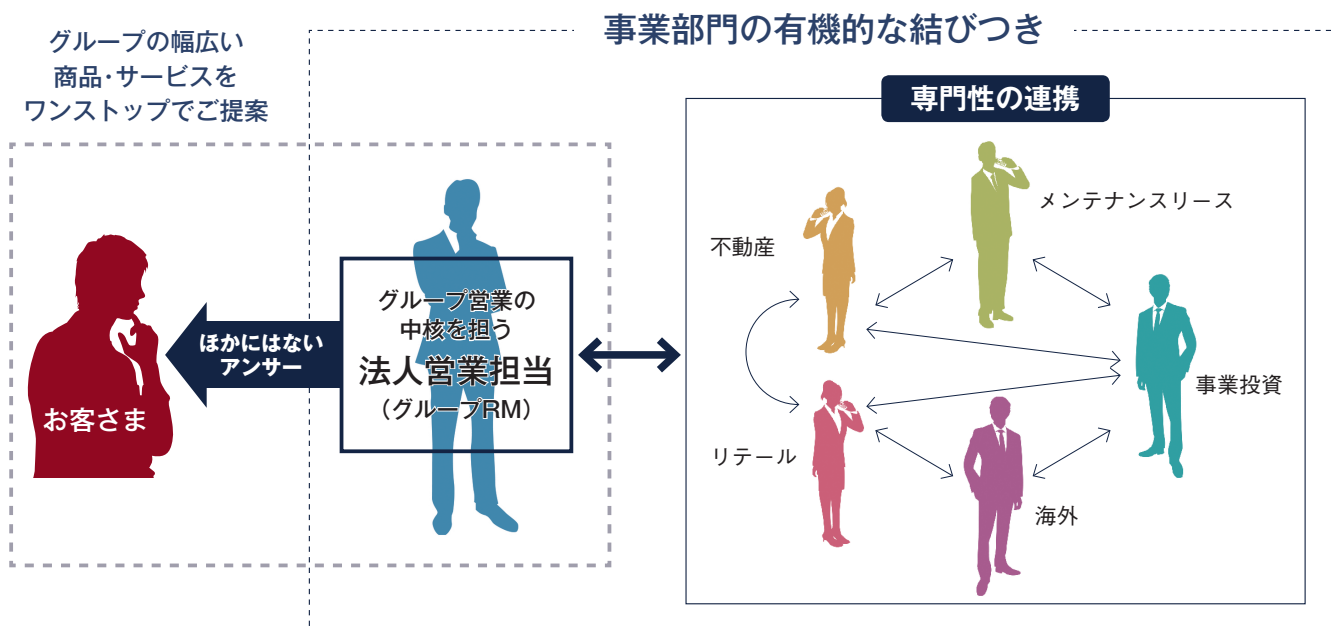 グループの幅広い
商品・サービスを
ワンストップでご提案
事業部門の有機的な結びつき
専門性の連携
お客さま
ほかにはない
アンサー
グループ営業の
中核を担う
法人営業担当
（グループRM）
メンテナンスリース
不動産
事業投資
リテール
海外